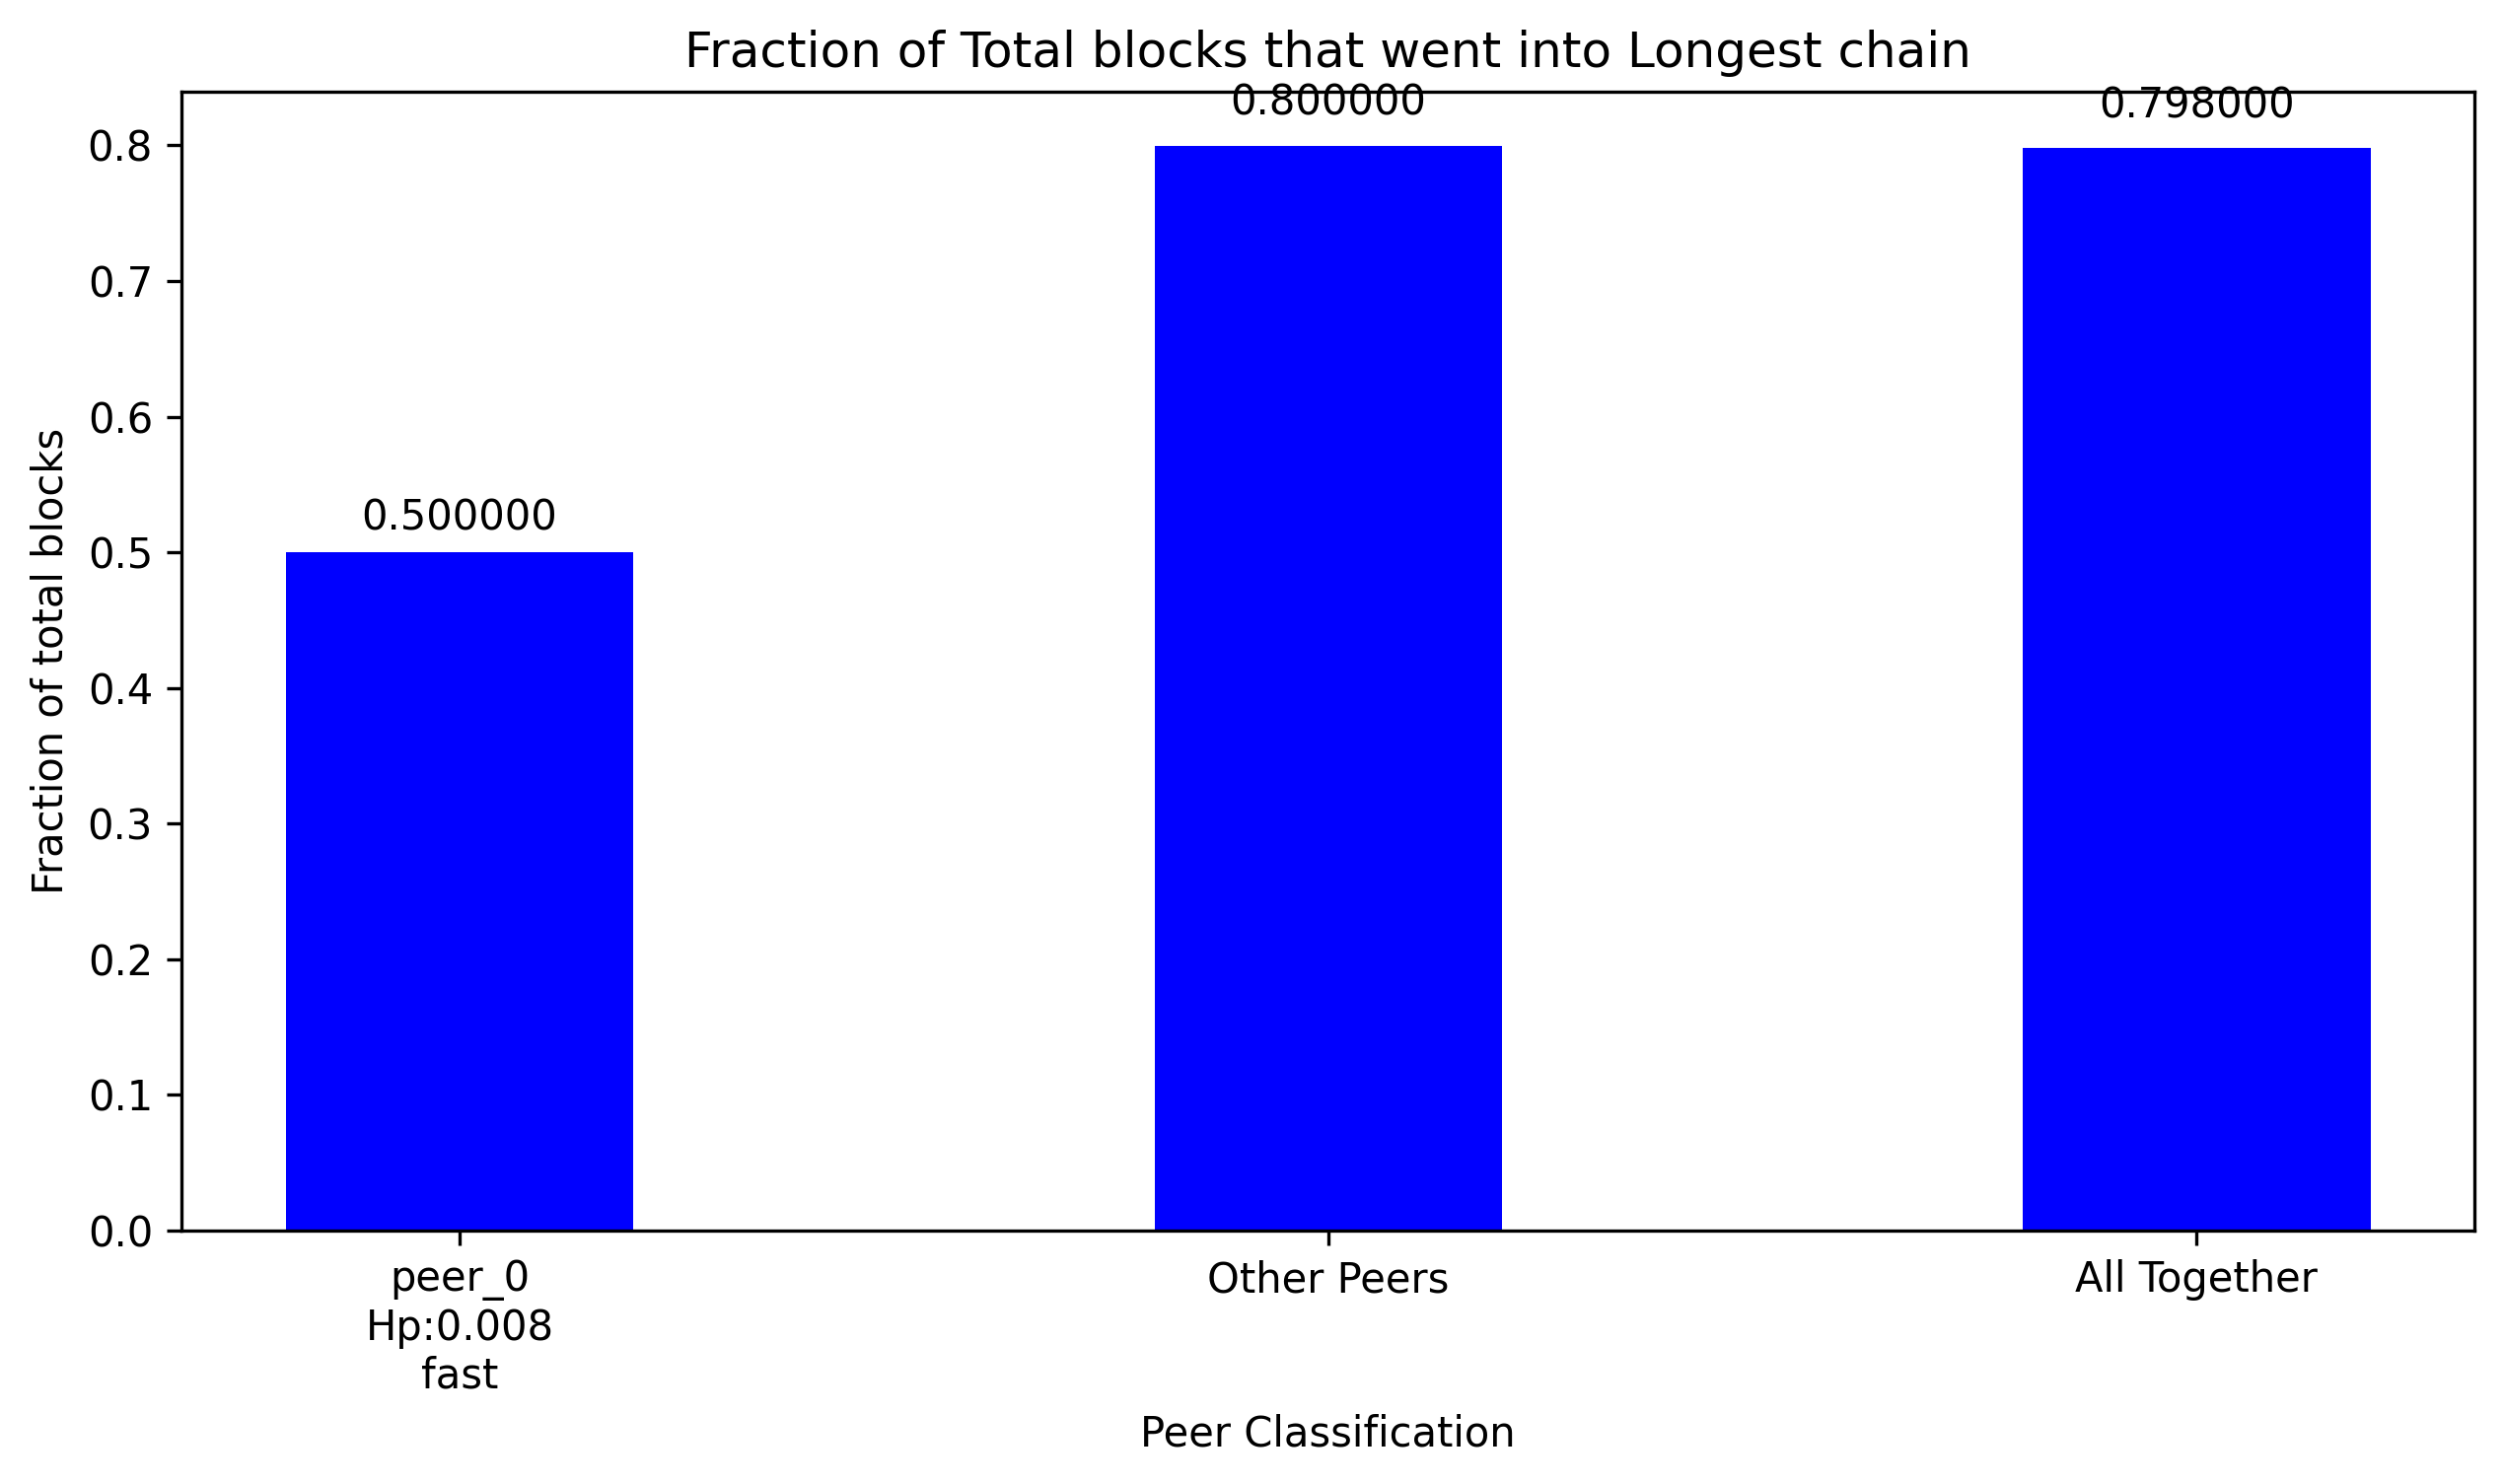 Fraction of Total blocks that went into Longest chain
0.800000
0.798000
0.500000
Fraction of total blocks
0.8
0.7
0.6
0.5
0.4
0.3
0.2
0.1
0.0
peer_0
Hp:0.008
fast
Other Peers
All Together
Peer Classification